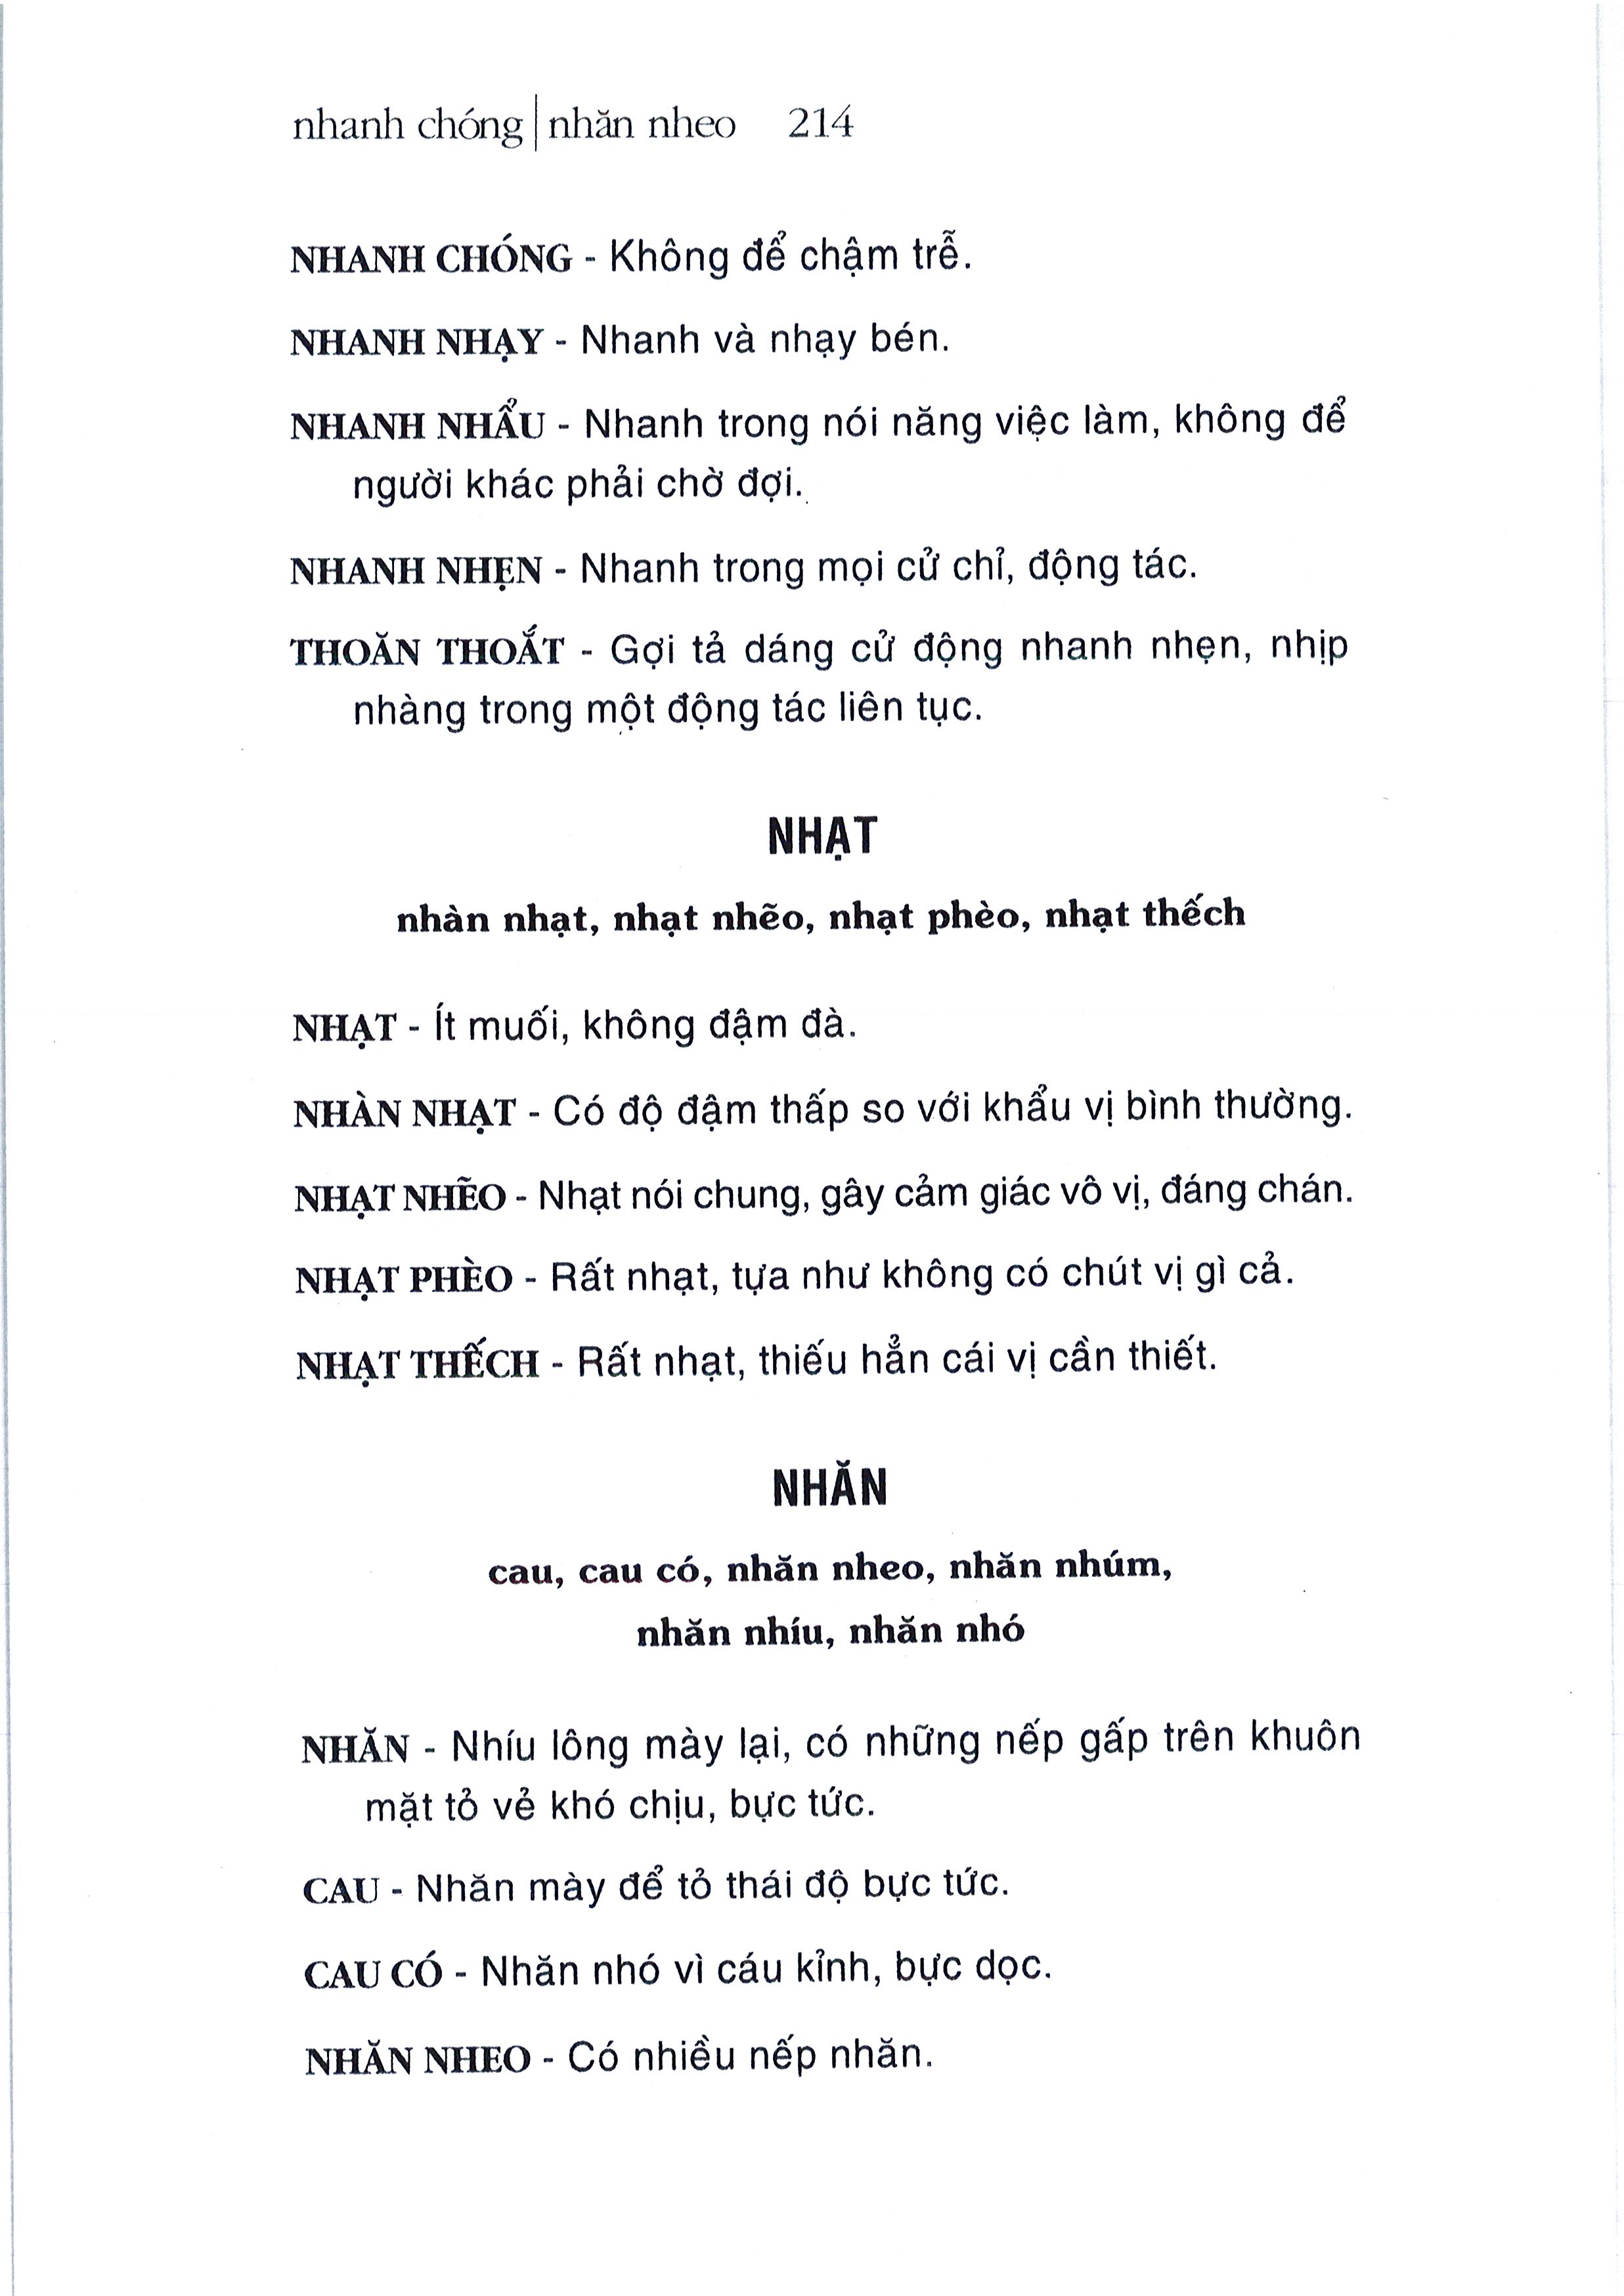 nhanh chóng | nhăn nheo 214
NHANH CHÓNG - Không để chậm trễ.
NHANH NHẠY - Nhanh và nhạy bén.
NHANH NHẨU - Nhanh trong nói năng việc làm, không để
người khác phải chờ đợi.
NHANH NHẸN - Nhanh trong mọi cử chỉ, động tác.
THOĂN THOẮT - Gợi tả dáng cử động nhanh nhẹn, nhịp
nhàng trong một động tác liên tục.
NHẠT
nhàn nhạt, nhạt nhẽo, nhạt phèo, nhạt thếch
NHẠT - Ít muối, không đậm đà.
NHÀN NHẠT - Có độ đậm thấp so với khẩu vị bình thường.
NHẠT NHẼO - Nhạt nói chung, gây cảm giác vô vị, đáng chán.
NHẠT PHÈO - Rất nhạt, tựa như không có chút vị gì cả.
NHẠT THẾCH - Rất nhạt, thiếu hẳn cái vị cần thiết.
NHĂN
cau, cau có, nhăn nheo, nhăn nhúm,
nhăn nhíu, nhăn nhó
NHĂN - Nhíu lông mày lại, có những nếp gấp trên khuôn
mặt tỏ vẻ khó chịu, bực tức.
CAU - Nhăn mày để tỏ thái độ bực tức.
CAU CÓ - Nhăn nhó vì cáu kỉnh, bực dọc.
NHĂN NHEO - Có nhiều nếp nhăn.